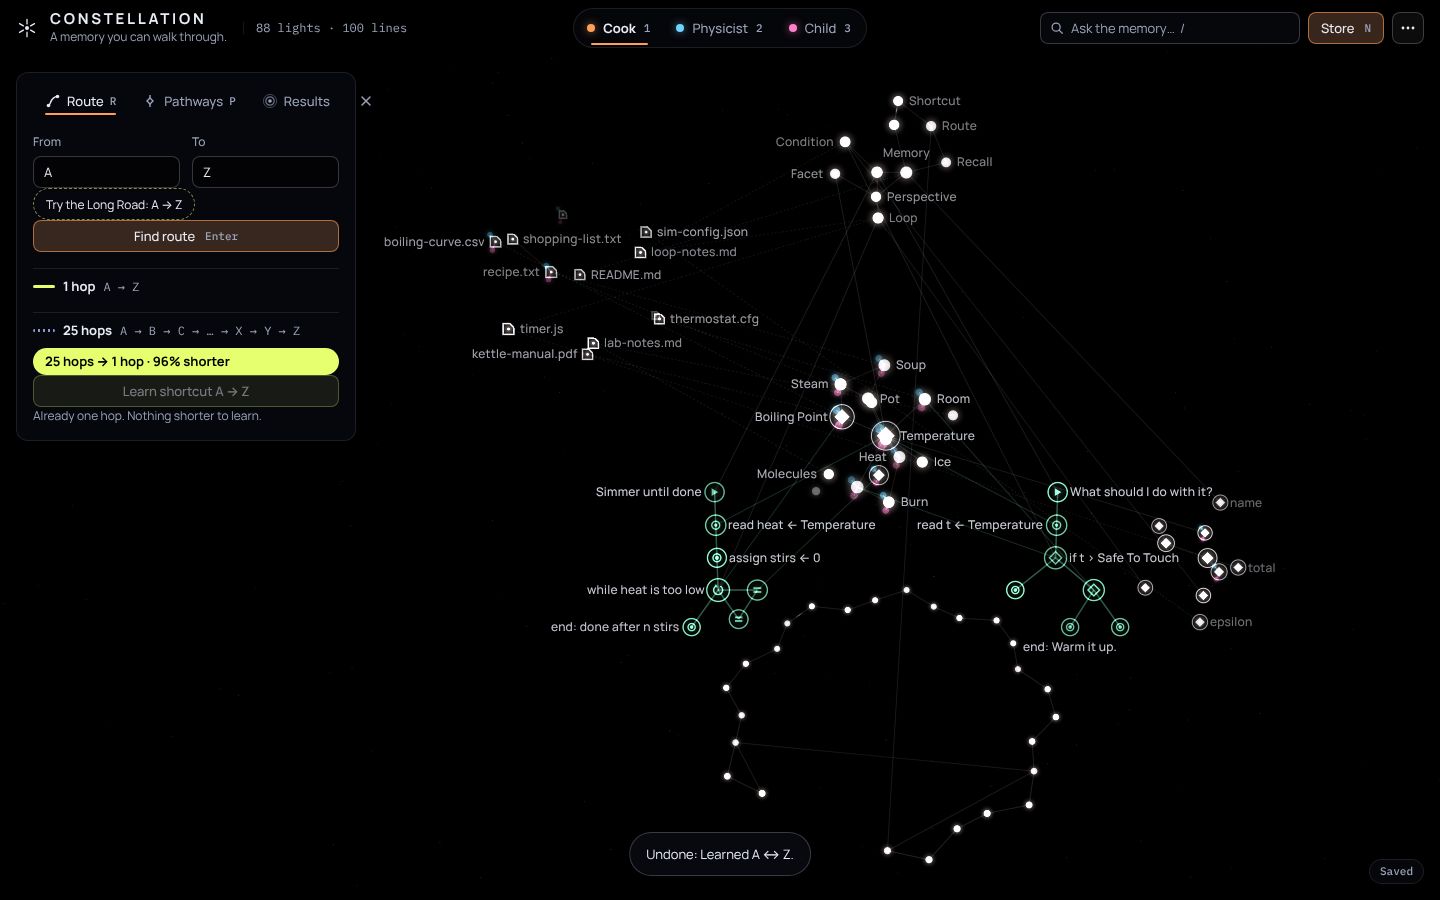 CONSTELLATION
A memory you can walk through.
88 lights · 100 lines
Cook 1
Physicist 2
Child 3
Ask the memory… /
Store N
Route R
Pathways P
Results
From
To
A
Z
Try the Long Road: A → Z
Find route Enter
1 hop A → Z
25 hops A → B → C → … → X → Y → Z
25 hops → 1 hop · 96% shorter
Learn shortcut A → Z
Already one hop. Nothing shorter to learn.
Shortcut
Route
Condition
Memory
Recall
Facet
Perspective
Loop
boiling-curve.csv
shopping-list.txt
sim-config.json
loop-notes.md
recipe.txt
README.md
thermostat.cfg
timer.js
lab-notes.md
kettle-manual.pdf
Soup
Steam
Pot
Room
Boiling Point
Temperature
Heat
Ice
Molecules
Burn
Simmer until done
What should I do with it?
name
read heat ← Temperature
read t ← Temperature
assign stirs ← 0
if t > Safe To Touch
total
while heat is too low
end: done after n stirs
epsilon
end: Warm it up.
Undone: Learned A ↔ Z.
Saved